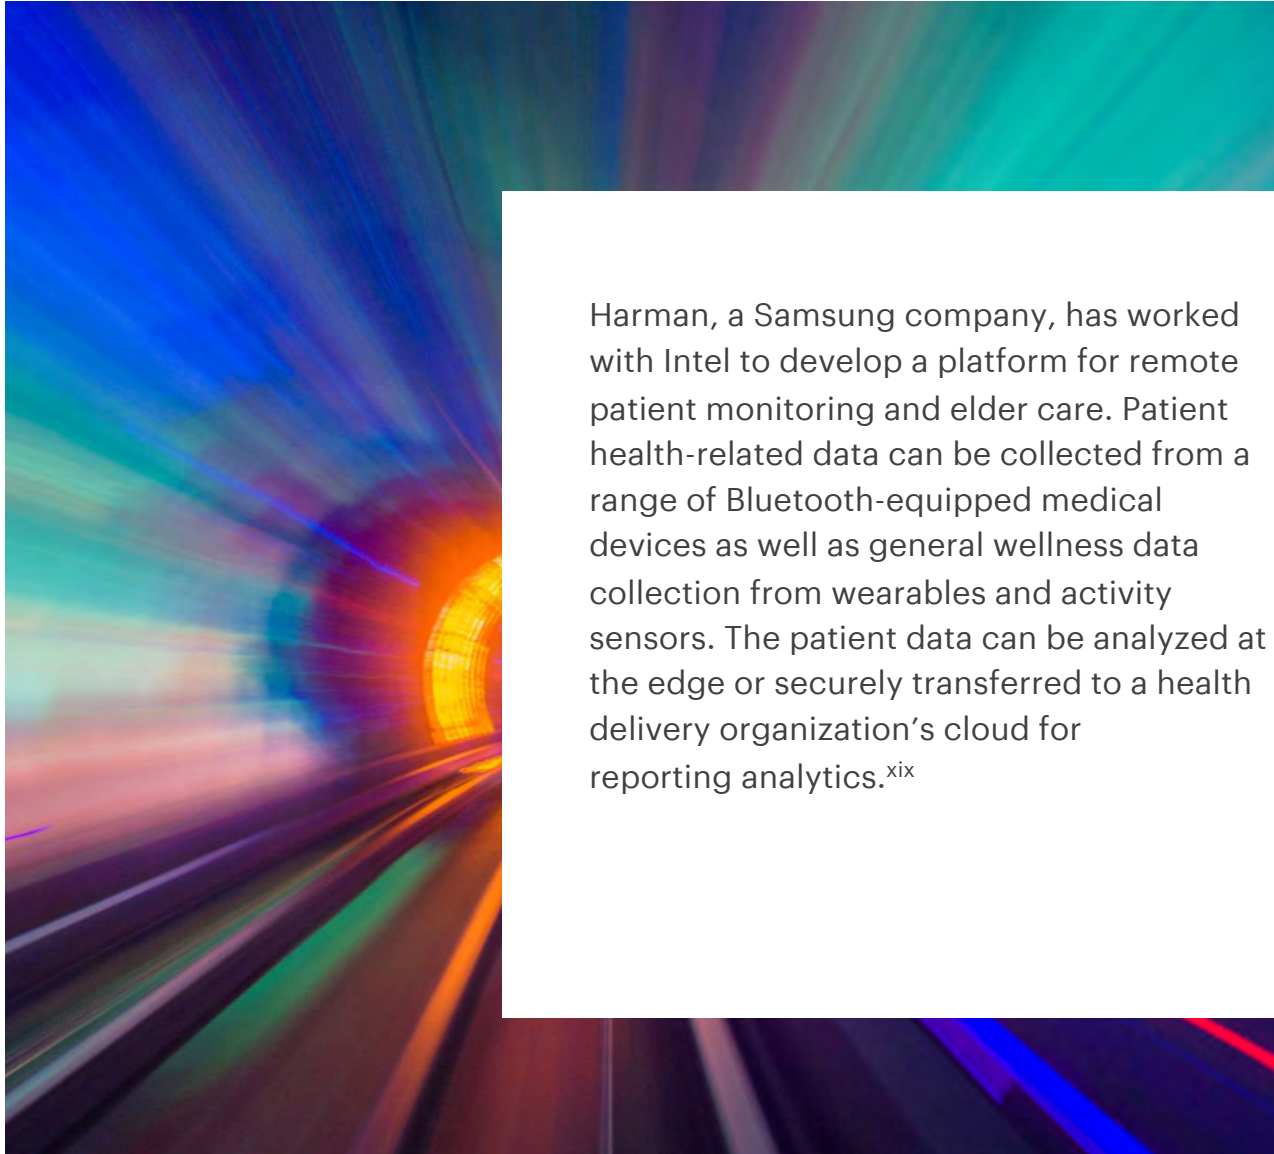 Harman, a Samsung company, has worked
with Intel to develop a platform for remote
patient monitoring and elder care. Patient
health-related data can be collected from a
range of Bluetooth-equipped medical
devices as well as general wellness data
collection from wearables and activity
sensors. The patient data can be analyzed at
the edge or securely transferred to a health
delivery organization’s cloud for
reporting analytics.xix